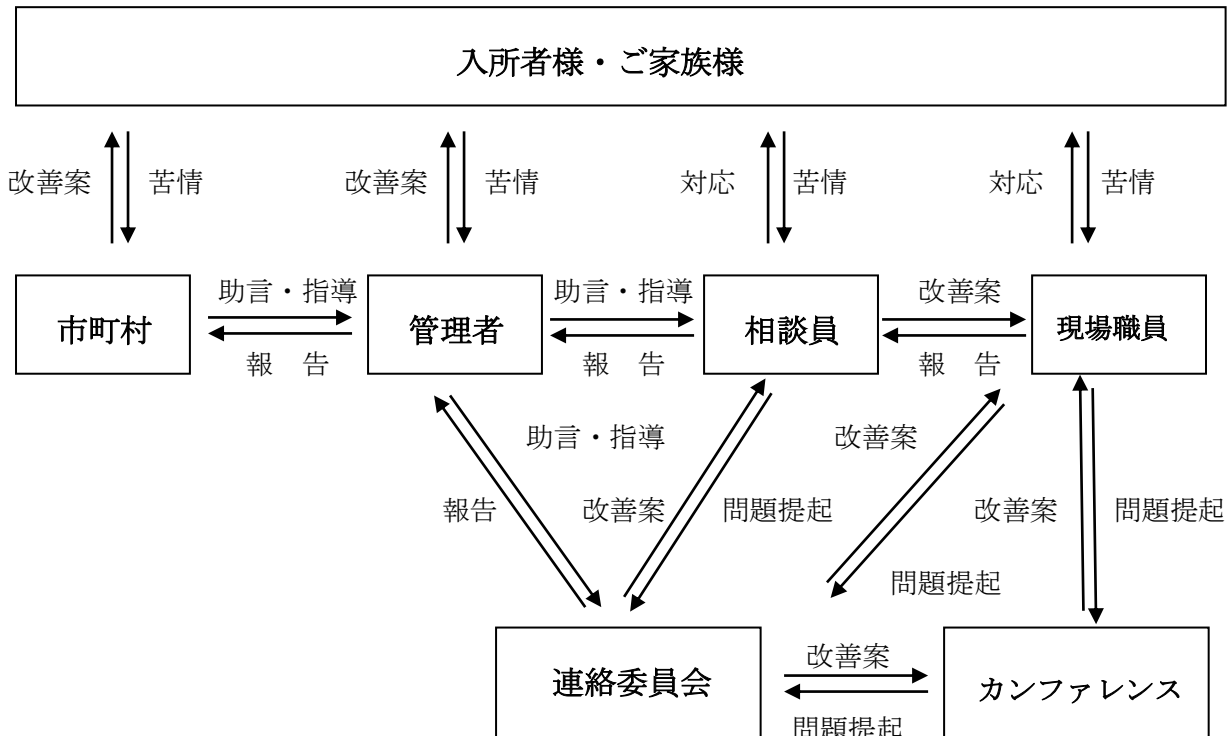 入所者様・ご家族様
改善案 苦情 改善案 苦情 対応 苦情 対応 苦情
助言・指導 助言・指導 改善案
市町村 管理者 相談員 現場職員
報 告 報 告 報 告
助言・指導 改善案
報告 改善案 問題提起 改善案 問題提起
問題提起
改善案
連絡委員会 カンファレンス
問題提起